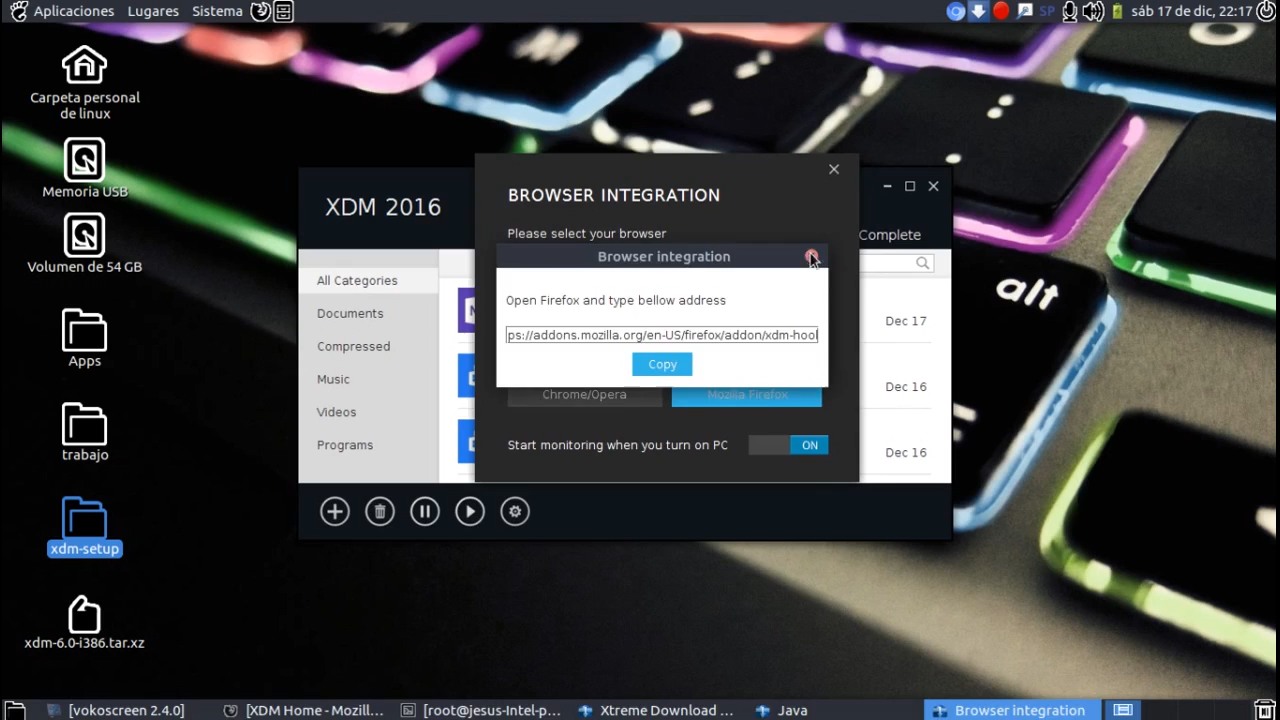 Aplicaciones Lugares Sistema SP sáb 17 de dic, 22:17
Carpeta personal
de linux
Memoria USB
Volumen de 54 GB
Apps
trabajo
xdm-setup
xdm-6.0-i386.tar.xz
XDM 2016
Complete
All Categories
Documents
Compressed
Music
Videos
Programs
Dec 17
Dec 16
Dec 16
BROWSER INTEGRATION
Please select your browser
Browser integration
Open Firefox and type bellow address
ps://addons.mozilla.org/en-US/firefox/addon/xdm-hool
Copy
Chrome/Opera Mozilla Firefox
Start monitoring when you turn on PC ON
alt
[vokoscreen 2.4.0] [XDM Home - Mozill... [root@jesus-Intel-p... Xtreme Download ... Java Browser integration